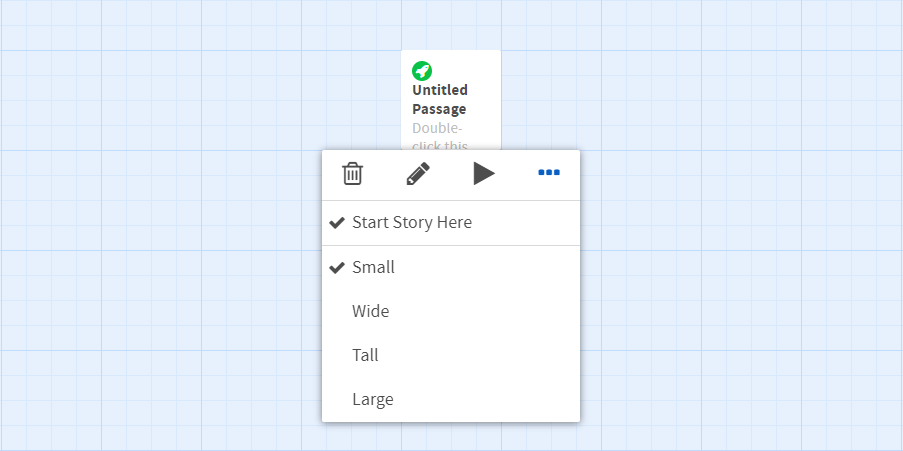 Untitled
Passage
Double-
click this
Start Story Here
Small
Wide
Tall
Large